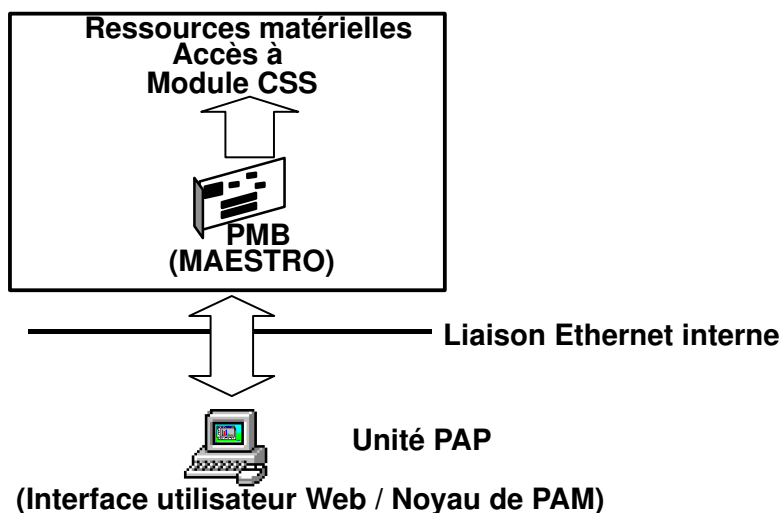 Ressources matérielles
Accès à
Module CSS
PMB
(MAESTRO)
Liaison Ethernet interne
Unité PAP
(Interface utilisateur Web / Noyau de PAM)